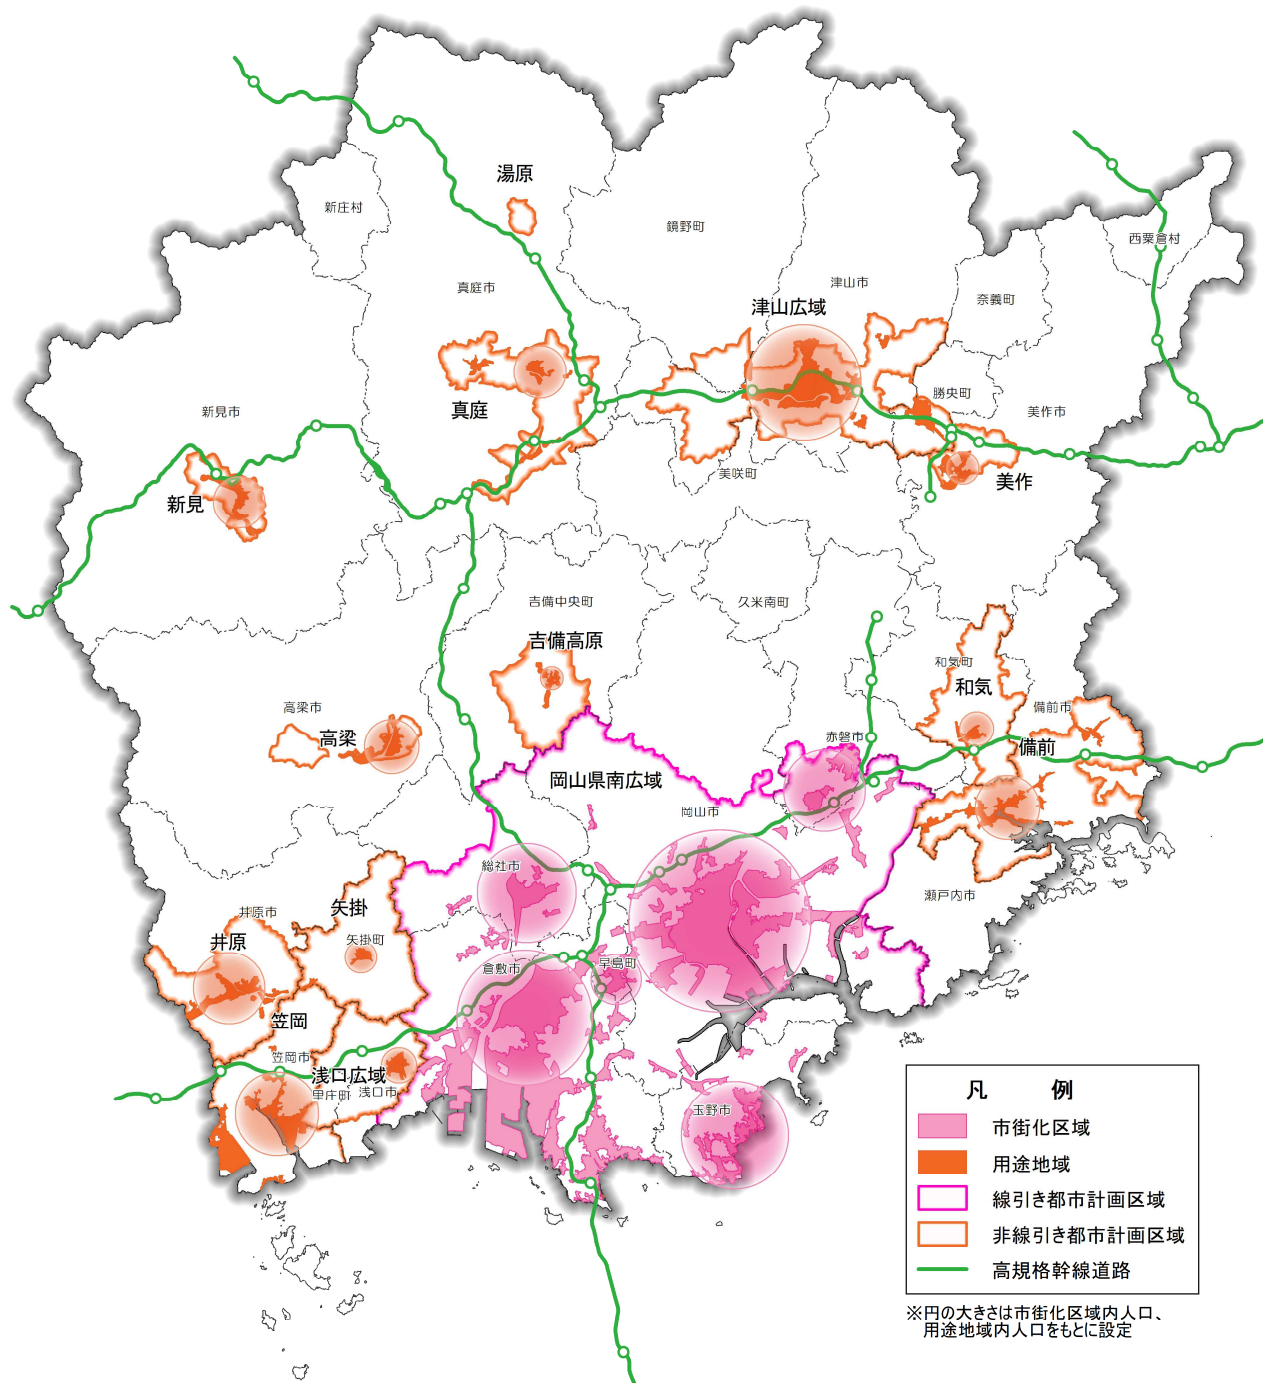 湯原
新庄村
鏡野町
西粟倉村
真庭市
津山市
奈義町
津山広域
新見市
真庭
勝央町
美作市
美咲町
美作
新見
吉備中央町
久米南町
吉備高原
和気町
和気
高梁市
備前市
高梁
赤磐市
備前
岡山県南広域
岡山市
総社市
瀬戸内市
矢掛
井原市
井原
矢掛町
倉敷市
早島町
笠岡
笠岡市
浅口広域
里庄町
浅口市
玉野市
凡 例
市街化区域
用途地域
線引き都市計画区域
非線引き都市計画区域
高規格幹線道路
※円の大きさは市街化区域内人口、
用途地域内人口をもとに設定